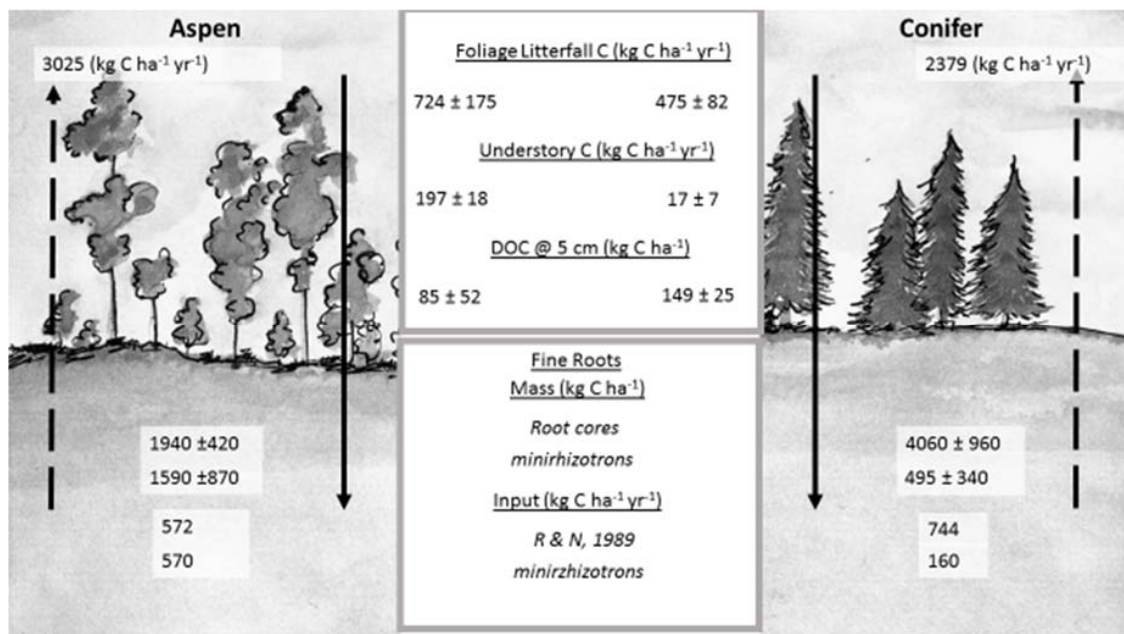 Aspen
3025 (kg C ha⁻¹ yr⁻¹)
Foliage Litterfall C (kg C ha⁻¹ yr⁻¹)
724 ± 175 475 ± 82
Understory C (kg C ha⁻¹ yr⁻¹)
197 ± 18 17 ± 7
DOC @ 5 cm (kg C ha⁻¹)
85 ± 52 149 ± 25
Conifer
2379 (kg C ha⁻¹ yr⁻¹)
Fine Roots
Mass (kg C ha⁻¹)
1940 ±420 Root cores 4060 ± 960
1590 ±870 minirhizotrons 495 ± 340
Input (kg C ha⁻¹ yr⁻¹)
572 R & N, 1989 744
570 minirzhizotrons 160